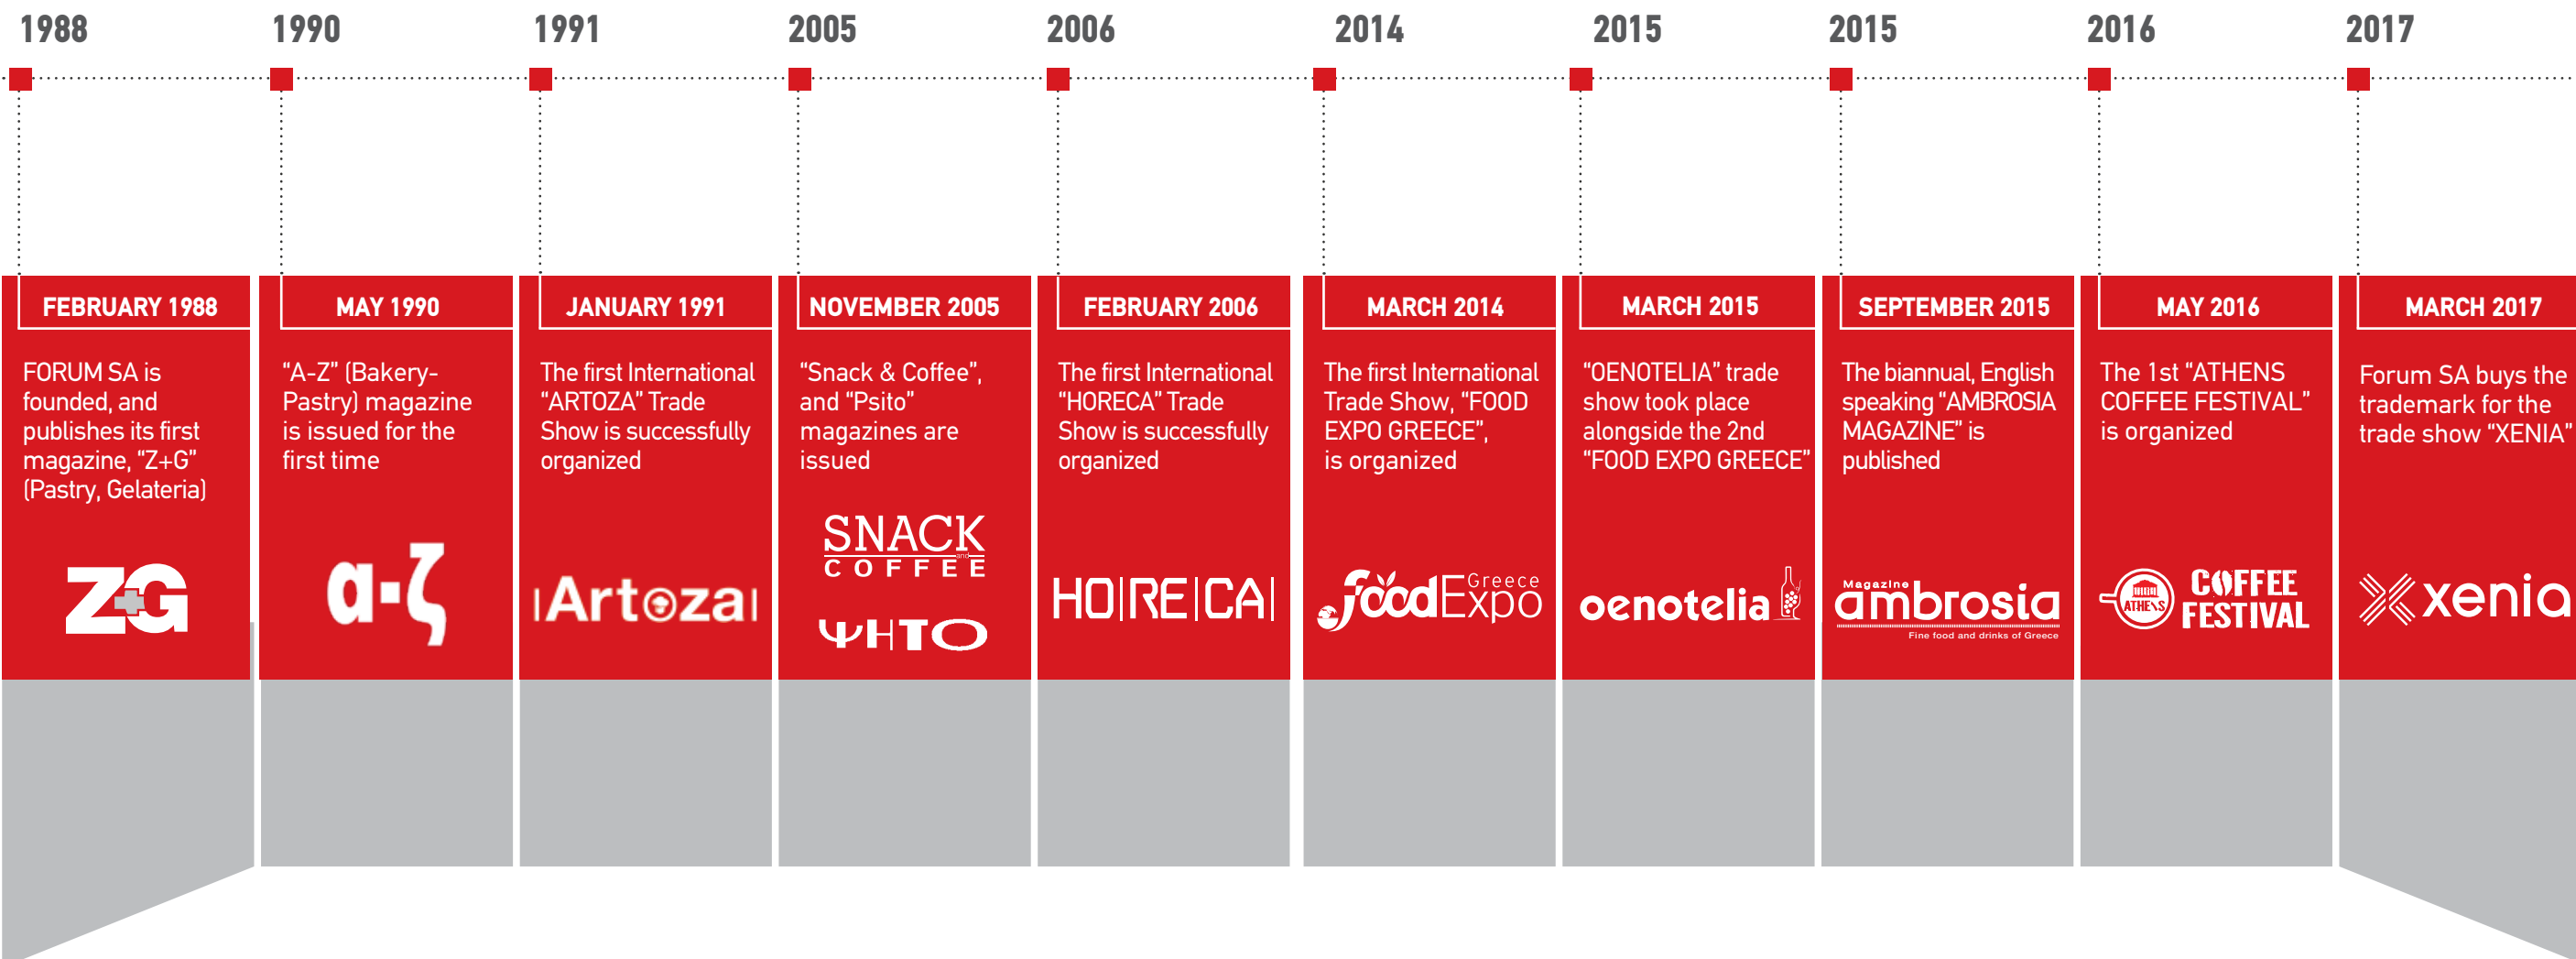 1988
1990
1991
2005
2006
2014
2015
2015
2016
2017
FEBRUARY 1988
FORUM SA is
founded, and
publishes its first
magazine, “Z+G”
(Pastry, Gelateria)
Z+G
MAY 1990
“A-Z” (Bakery-
Pastry) magazine
is issued for the
first time
α-ζ
JANUARY 1991
The first International
“ARTOZA” Trade
Show is successfully
organized
Artoza
NOVEMBER 2005
“Snack & Coffee”,
and “Psito”
magazines are
issued
SNACK
and
COFFEE
ΨΗΤΟ
FEBRUARY 2006
The first International
“HORECA” Trade
Show is successfully
organized
HO|RE|CA|
MARCH 2014
The first International
Trade Show, “FOOD
EXPO GREECE”,
is organized
food Expo Greece
MARCH 2015
“OENOTELIA” trade
show took place
alongside the 2nd
“FOOD EXPO GREECE”
oenotelia
SEPTEMBER 2015
The biannual, English
speaking “AMBROSIA
MAGAZINE” is
published
Magazine
ambrosia
Fine food and drinks of Greece
MAY 2016
The 1st “ATHENS
COFFEE FESTIVAL”
is organized
ATHENS
COFFEE
FESTIVAL
MARCH 2017
Forum SA buys the
trademark for the
trade show “XENIA”
xenia